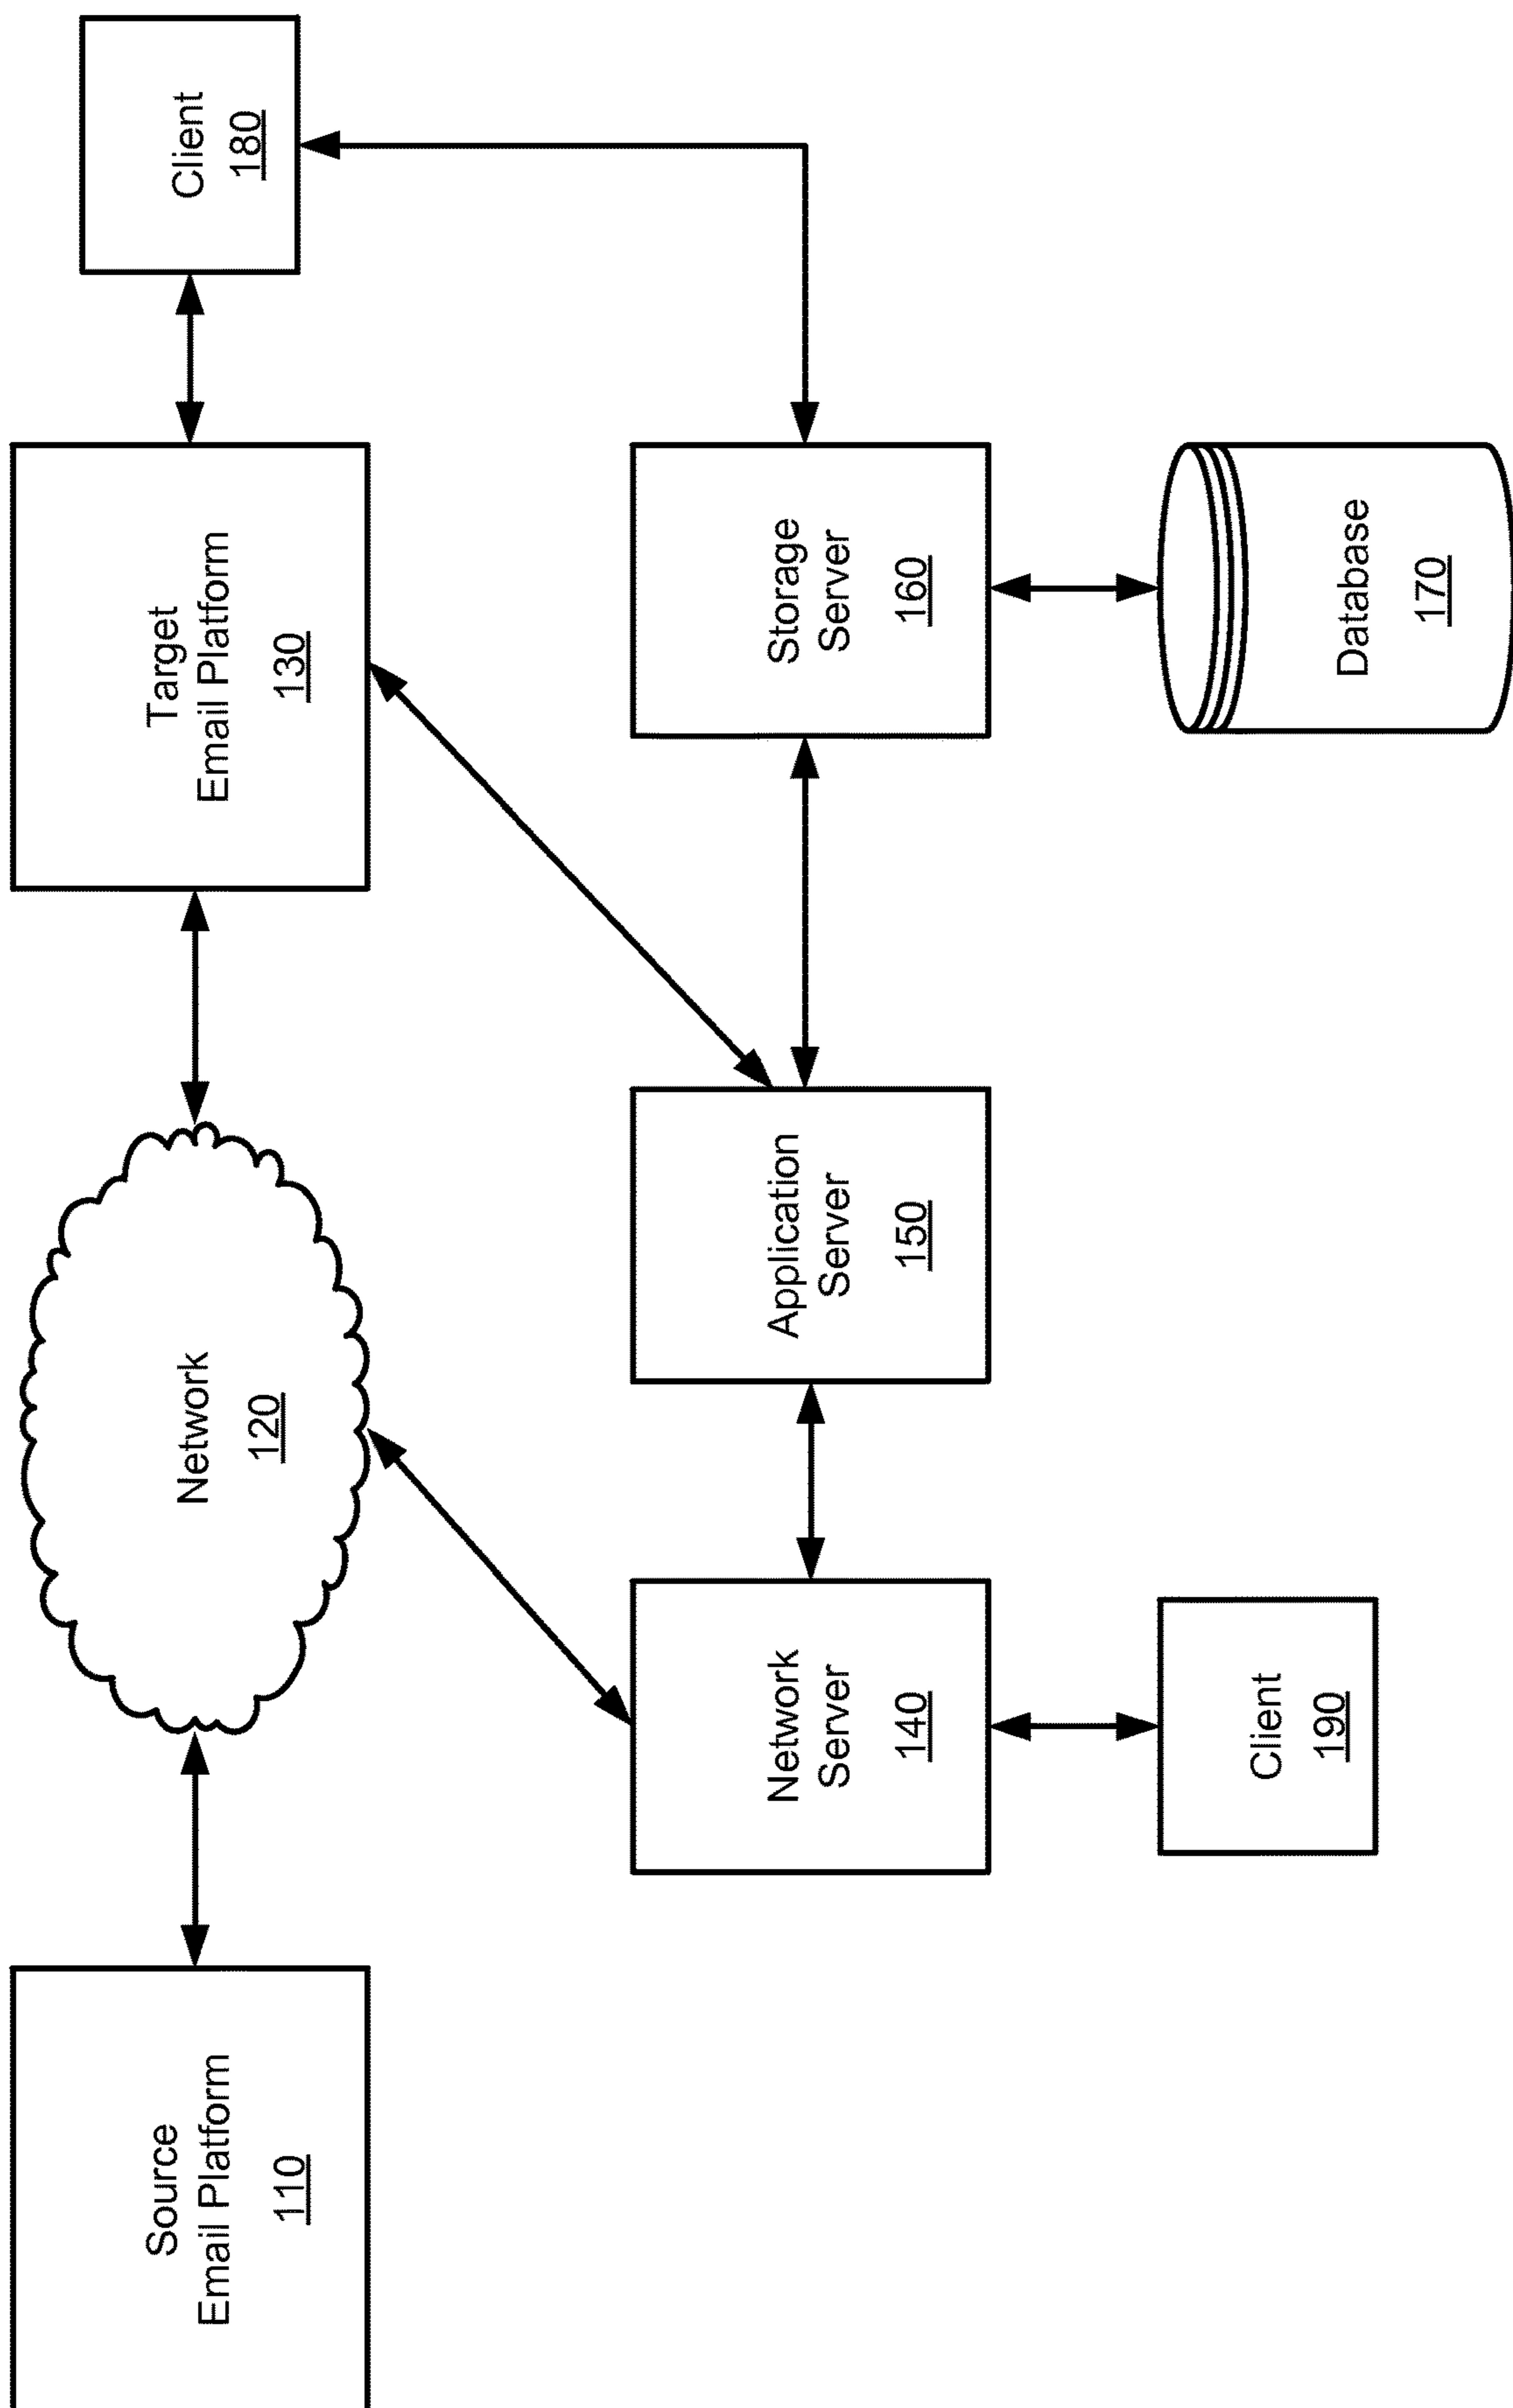 Source
Email Platform
110
Network
120
Target
Email Platform
130
Client
180
Network
Server
140
Application
Server
150
Storage
Server
160
Client
190
Database
170